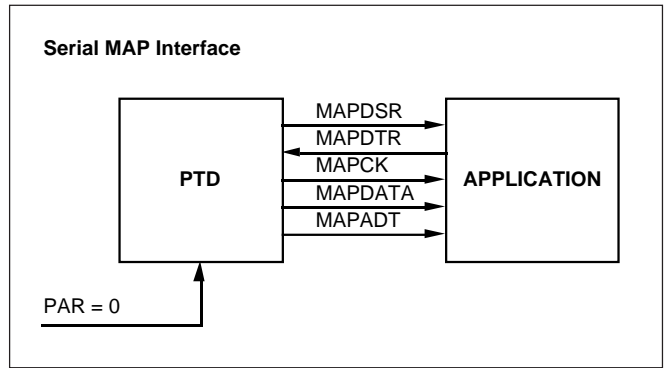 Serial MAP Interface
MAPDSR
MAPDTR
MAPCK
MAPDATA
MAPADT
PTD
APPLICATION
PAR = 0